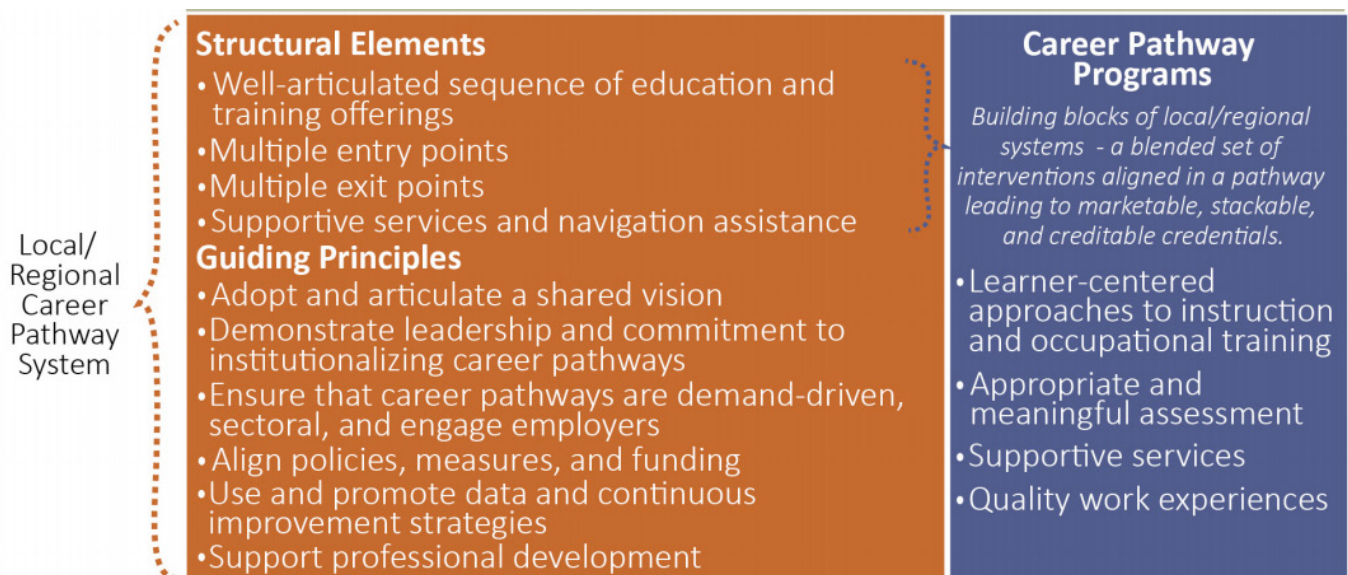 Local/
Regional
Career
Pathway
System
Structural Elements
•Well-articulated sequence of education and
training offerings
•Multiple entry points
•Multiple exit points
•Supportive services and navigation assistance
Guiding Principles
•Adopt and articulate a shared vision
•Demonstrate leadership and commitment to
institutionalizing career pathways
•Ensure that career pathways are demand-driven,
sectoral, and engage employers
•Align policies, measures, and funding
•Use and promote data and continuous
improvement strategies
•Support professional development
Career Pathway
Programs
Building blocks of local/regional
systems - a blended set of
interventions aligned in a pathway
leading to marketable, stackable,
and creditable credentials.
•Learner-centered
approaches to instruction
and occupational training
•Appropriate and
meaningful assessment
•Supportive services
•Quality work experiences